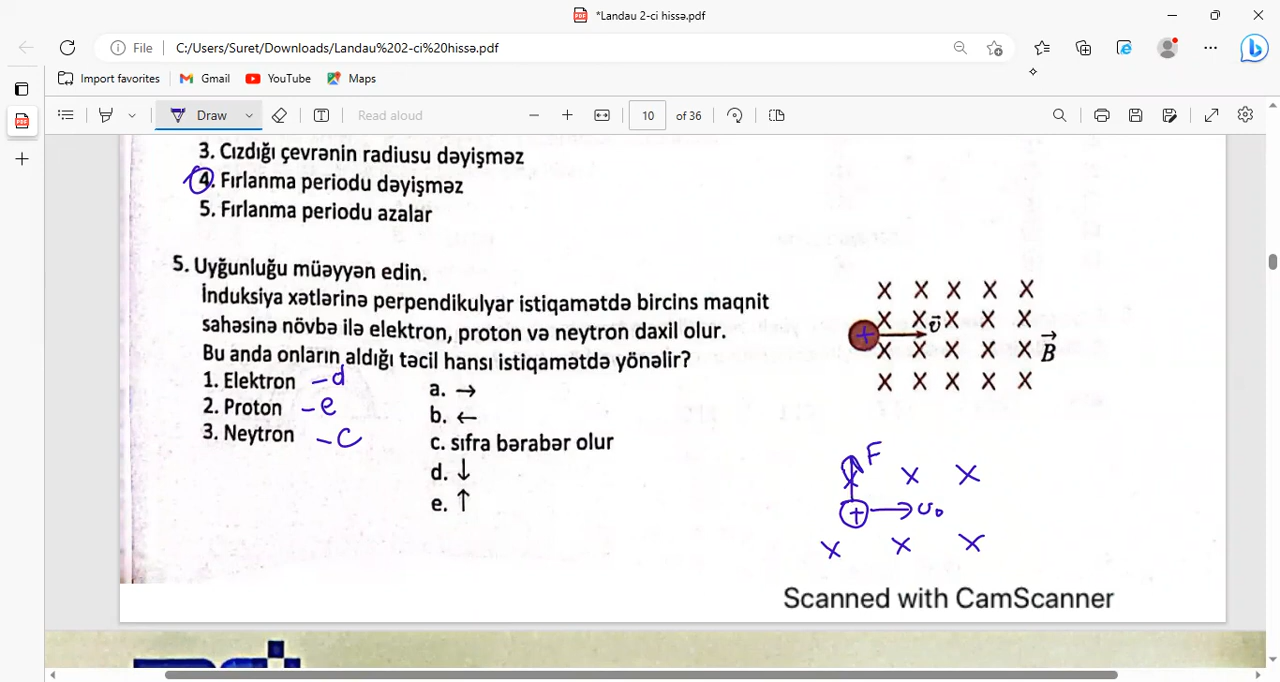 *Landau 2-ci hissə.pdf
File C:/Users/Suret/Downloads/Landau%202-ci%20hissə.pdf
Import favorites Gmail YouTube Maps
Draw Read aloud 10 of 36
3. Cızdığı çevrənin radiusu dəyişməz
4. Fırlanma periodu dəyişməz
5. Fırlanma periodu azalar
5. Uyğunluğu müəyyən edin.
İnduksiya xətlərinə perpendikulyar istiqamətdə bircins maqnit
sahəsinə növbə ilə elektron, proton və neytron daxil olur.
Bu anda onların aldığı təcil hansı istiqamətdə yönəlir?
1. Elektron – d
2. Proton – e
3. Neytron – c
a. →
b. ←
c. sıfra bərabər olur
d. ↓
e. ↑
X X X X X
X X X X X
+ v
X X X X X B
X X X X X
F
X X X
+ v₀
X X X
Scanned with CamScanner